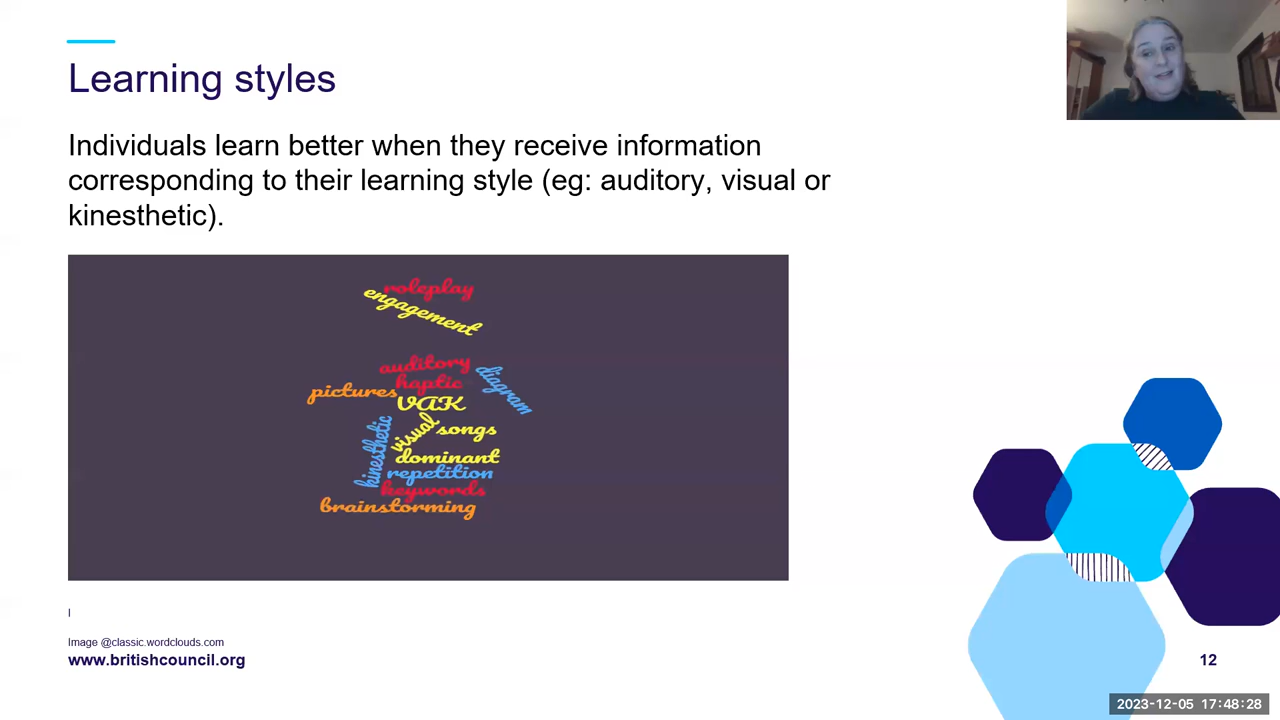 Learning styles
Individuals learn better when they receive information
corresponding to their learning style (eg: auditory, visual or
kinesthetic).
roleplay
engagement
auditory
diagram
haptic
pictures
VAK
visual
songs
kinesthetic
dominant
repetition
keywords
brainstorming
I
Image @classic.wordclouds.com
www.britishcouncil.org
12
2023-12-05 17:48:28